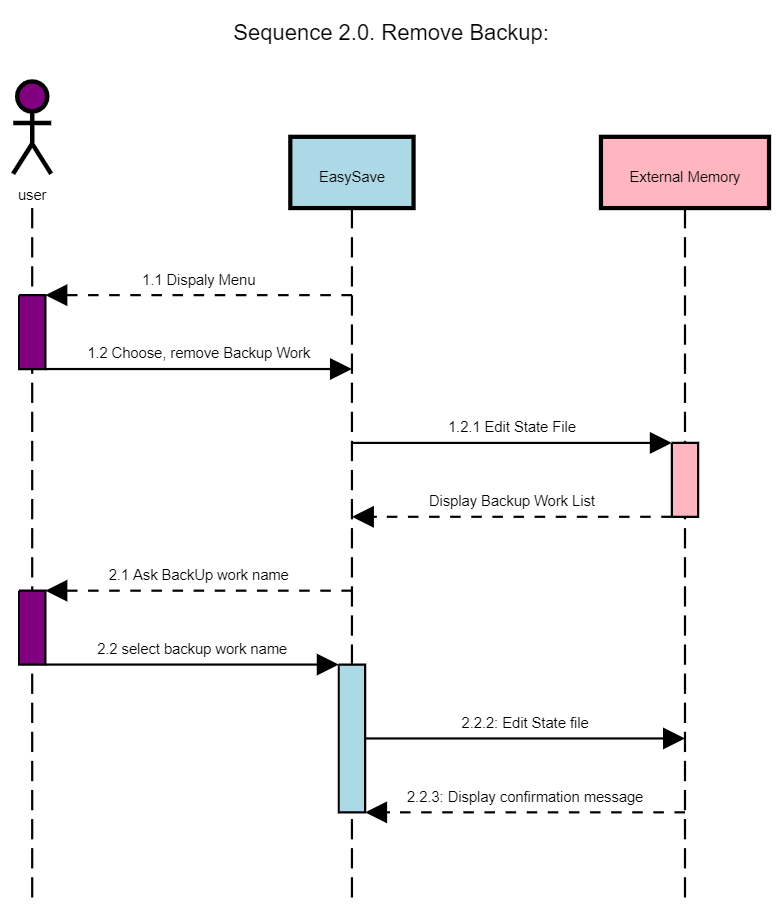 Sequence 2.0. Remove Backup:
user
EasySave
External Memory
1.1 Dispaly Menu
1.2 Choose, remove Backup Work
1.2.1 Edit State File
Display Backup Work List
2.1 Ask BackUp work name
2.2 select backup work name
2.2.2: Edit State file
2.2.3: Display confirmation message